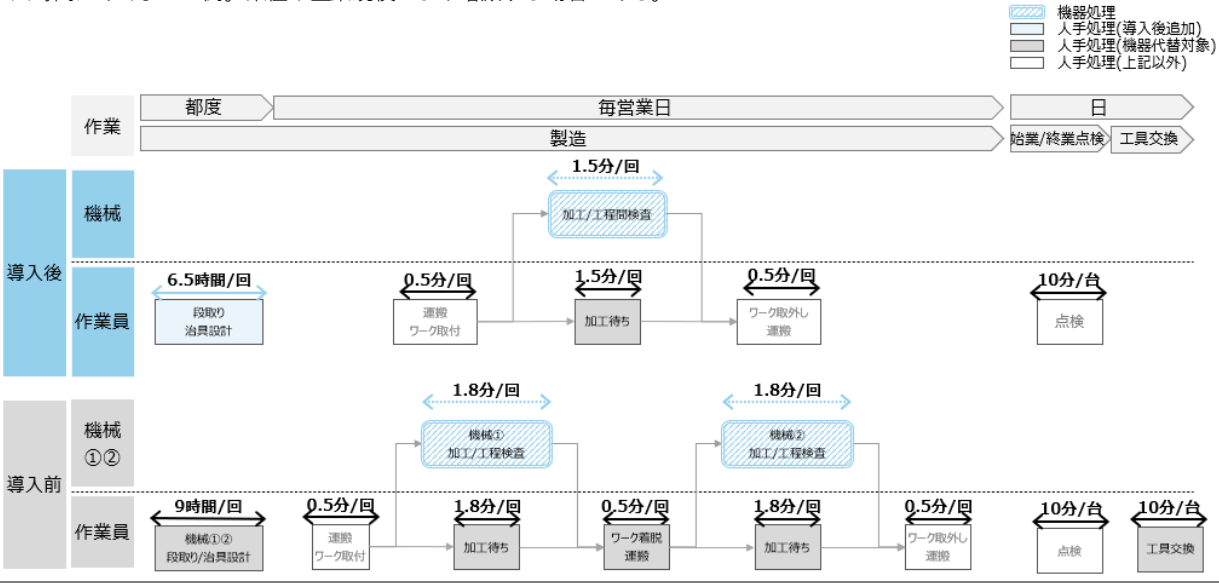 機器処理
人手処理(導入後追加)
人手処理(機器代替対象)
人手処理(上記以外)
作業
都度
毎営業日
日
製造
始業/終業点検
工具交換
導入後
機械
1.5分/回
加工/工程間検査
作業員
6.5時間/回
段取り
治具設計
0.5分/回
運搬
ワーク取付
1.5分/回
加工待ち
0.5分/回
ワーク取外し
運搬
10分/台
点検
導入前
機械
①②
1.8分/回
機械①
加工/工程検査
1.8分/回
機械②
加工/工程検査
作業員
9時間/回
機械①②
段取り/治具設計
0.5分/回
運搬
ワーク取付
1.8分/回
加工待ち
0.5分/回
ワーク着脱
運搬
1.8分/回
加工待ち
0.5分/回
ワーク取外し
運搬
10分/台
点検
10分/台
工具交換